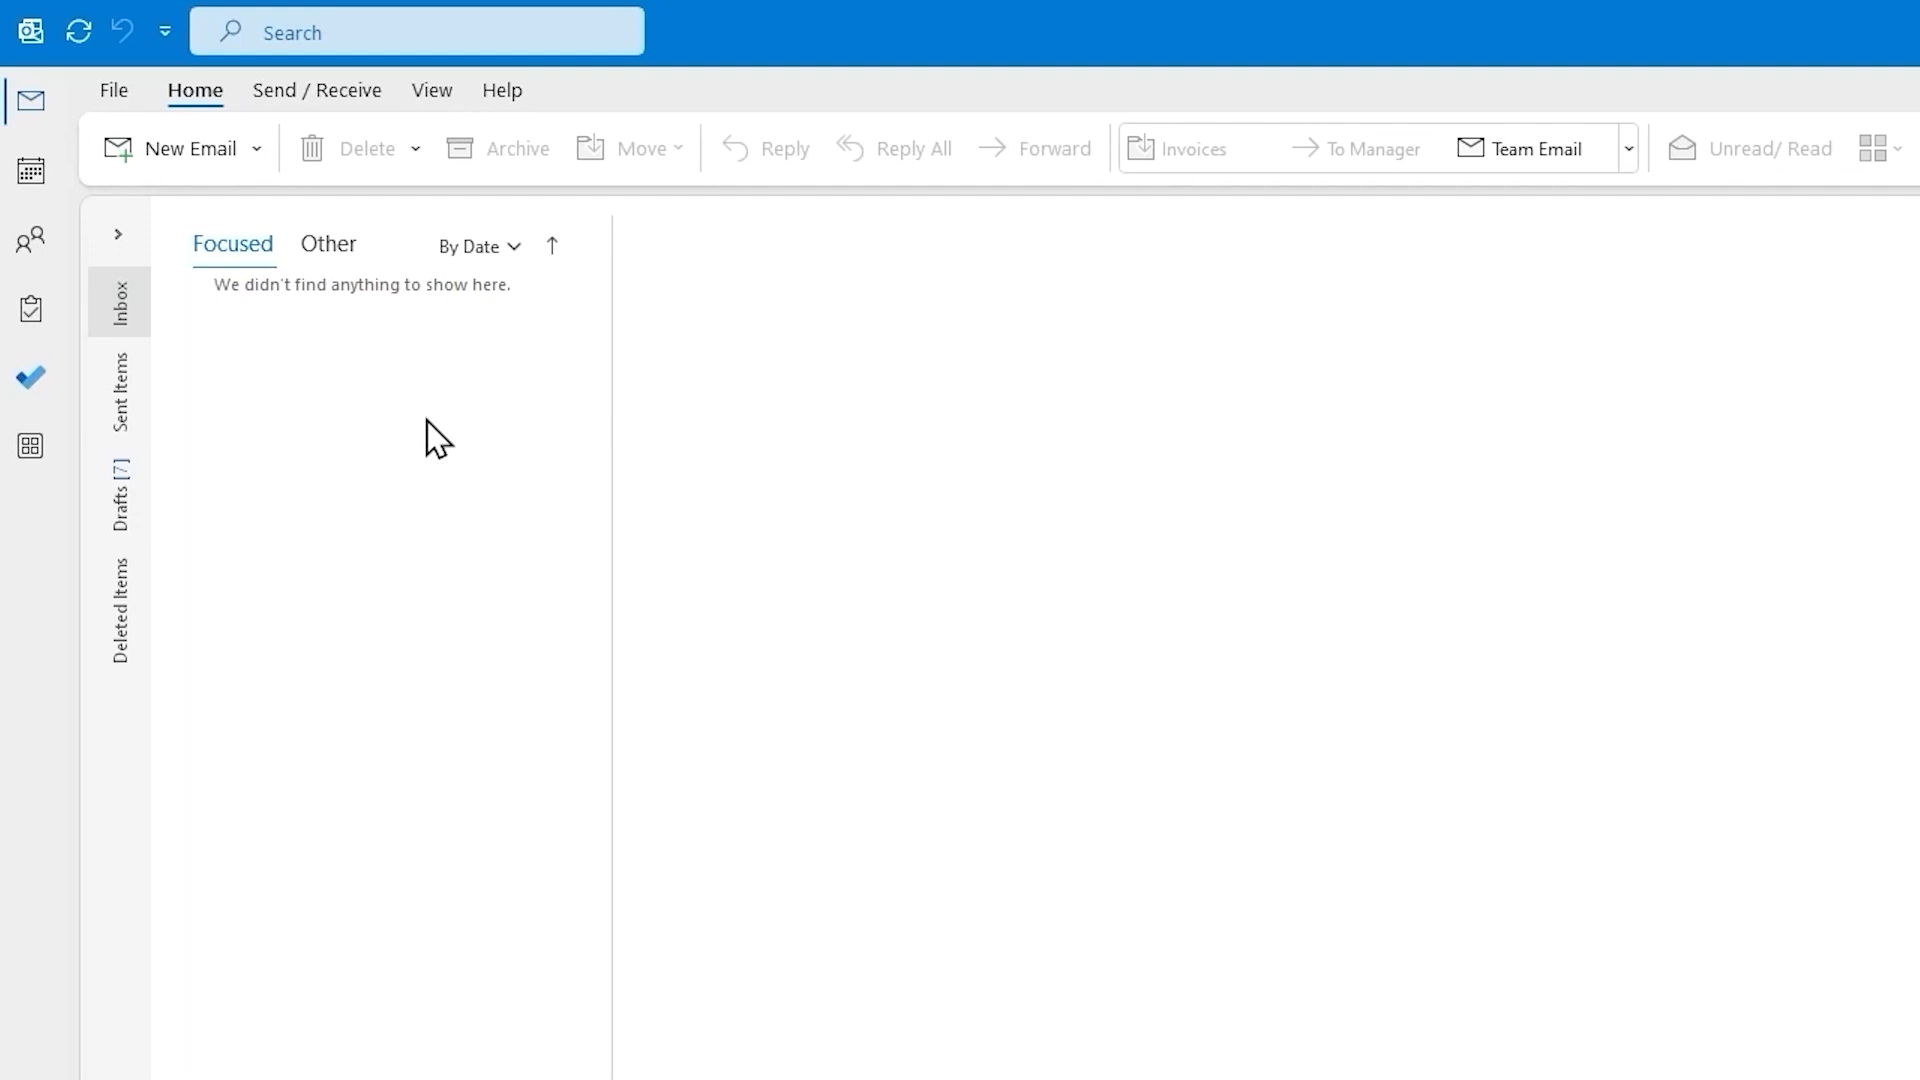 Search
File Home Send / Receive View Help
New Email Delete Archive Move Reply Reply All Forward Invoices To Manager Team Email Unread/ Read
Focused Other By Date
We didn't find anything to show here.
Inbox
Sent Items
Drafts [7]
Deleted Items